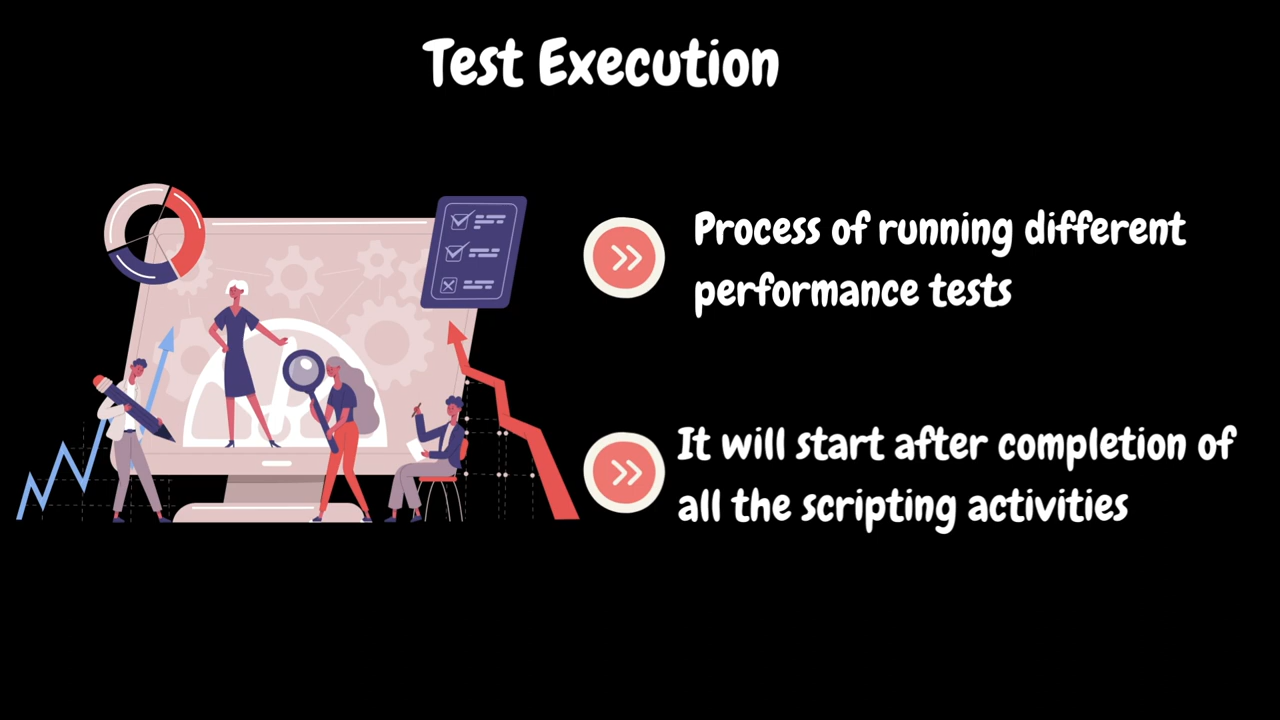 Test Execution
Process of running different
performance tests
It will start after completion of
all the scripting activities